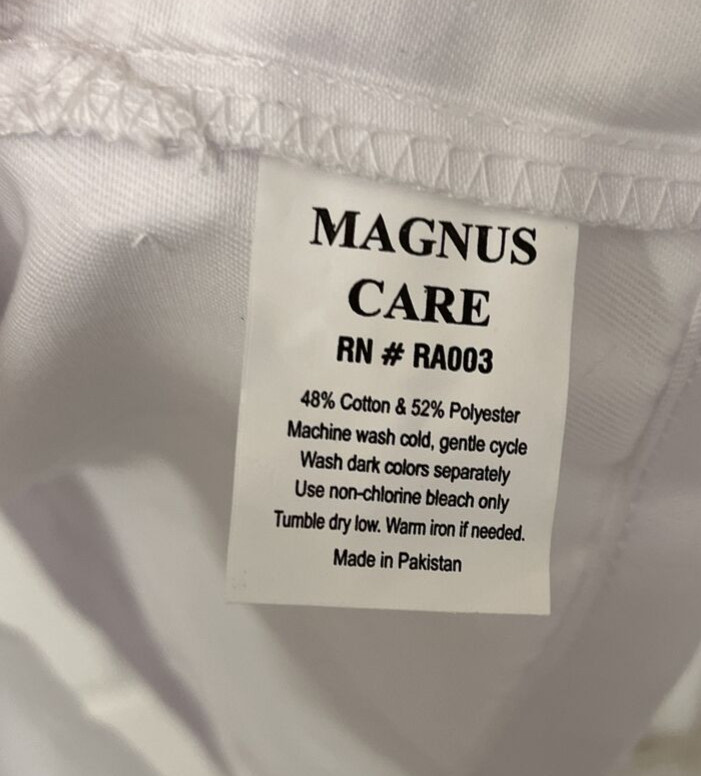 MAGNUS
CARE
RN # RA003
48% Cotton & 52% Polyester
Machine wash cold, gentle cycle
Wash dark colors separately
Use non-chlorine bleach only
Tumble dry low. Warm iron if needed.
Made in Pakistan